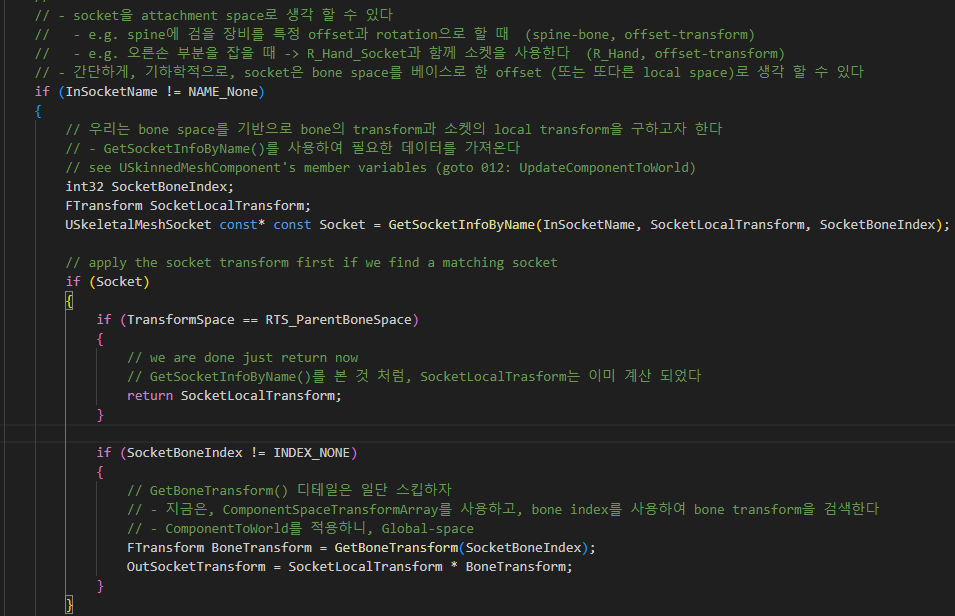 // - socket을 attachment space로 생각 할 수 있다
//   - e.g. spine에 검을 장비를 특정 offset과 rotation으로 할 때  (spine-bone, offset-transform)
//   - e.g. 오른손 부분을 잡을 때 -> R_Hand_Socket과 함께 소켓을 사용한다  (R_Hand, offset-transform)
// - 간단하게, 기하학적으로, socket은 bone space를 베이스로 한 offset (또는 또다른 local space)로 생각 할 수 있다
if (InSocketName != NAME_None)
{
// 우리는 bone space를 기반으로 bone의 transform과 소켓의 local transform을 구하고자 한다
// - GetSocketInfoByName()를 사용하여 필요한 데이터를 가져온다
// see USkinnedMeshComponent's member variables (goto 012: UpdateComponentToWorld)
int32 SocketBoneIndex;
FTransform SocketLocalTransform;
USkeletalMeshSocket const* const Socket = GetSocketInfoByName(InSocketName, SocketLocalTransform, SocketBoneIndex);
// apply the socket transform first if we find a matching socket
if (Socket)
{
if (TransformSpace == RTS_ParentBoneSpace)
{
// we are done just return now
// GetSocketInfoByName()를 본 것 처럼, SocketLocalTrasform는 이미 계산 되었다
return SocketLocalTransform;
}
if (SocketBoneIndex != INDEX_NONE)
{
// GetBoneTransform() 디테일은 일단 스킵하자
// - 지금은, ComponentSpaceTransformArray를 사용하고, bone index를 사용하여 bone transform을 검색한다
// - ComponentToWorld를 적용하니, Global-space
FTransform BoneTransform = GetBoneTransform(SocketBoneIndex);
OutSocketTransform = SocketLocalTransform * BoneTransform;
}
}